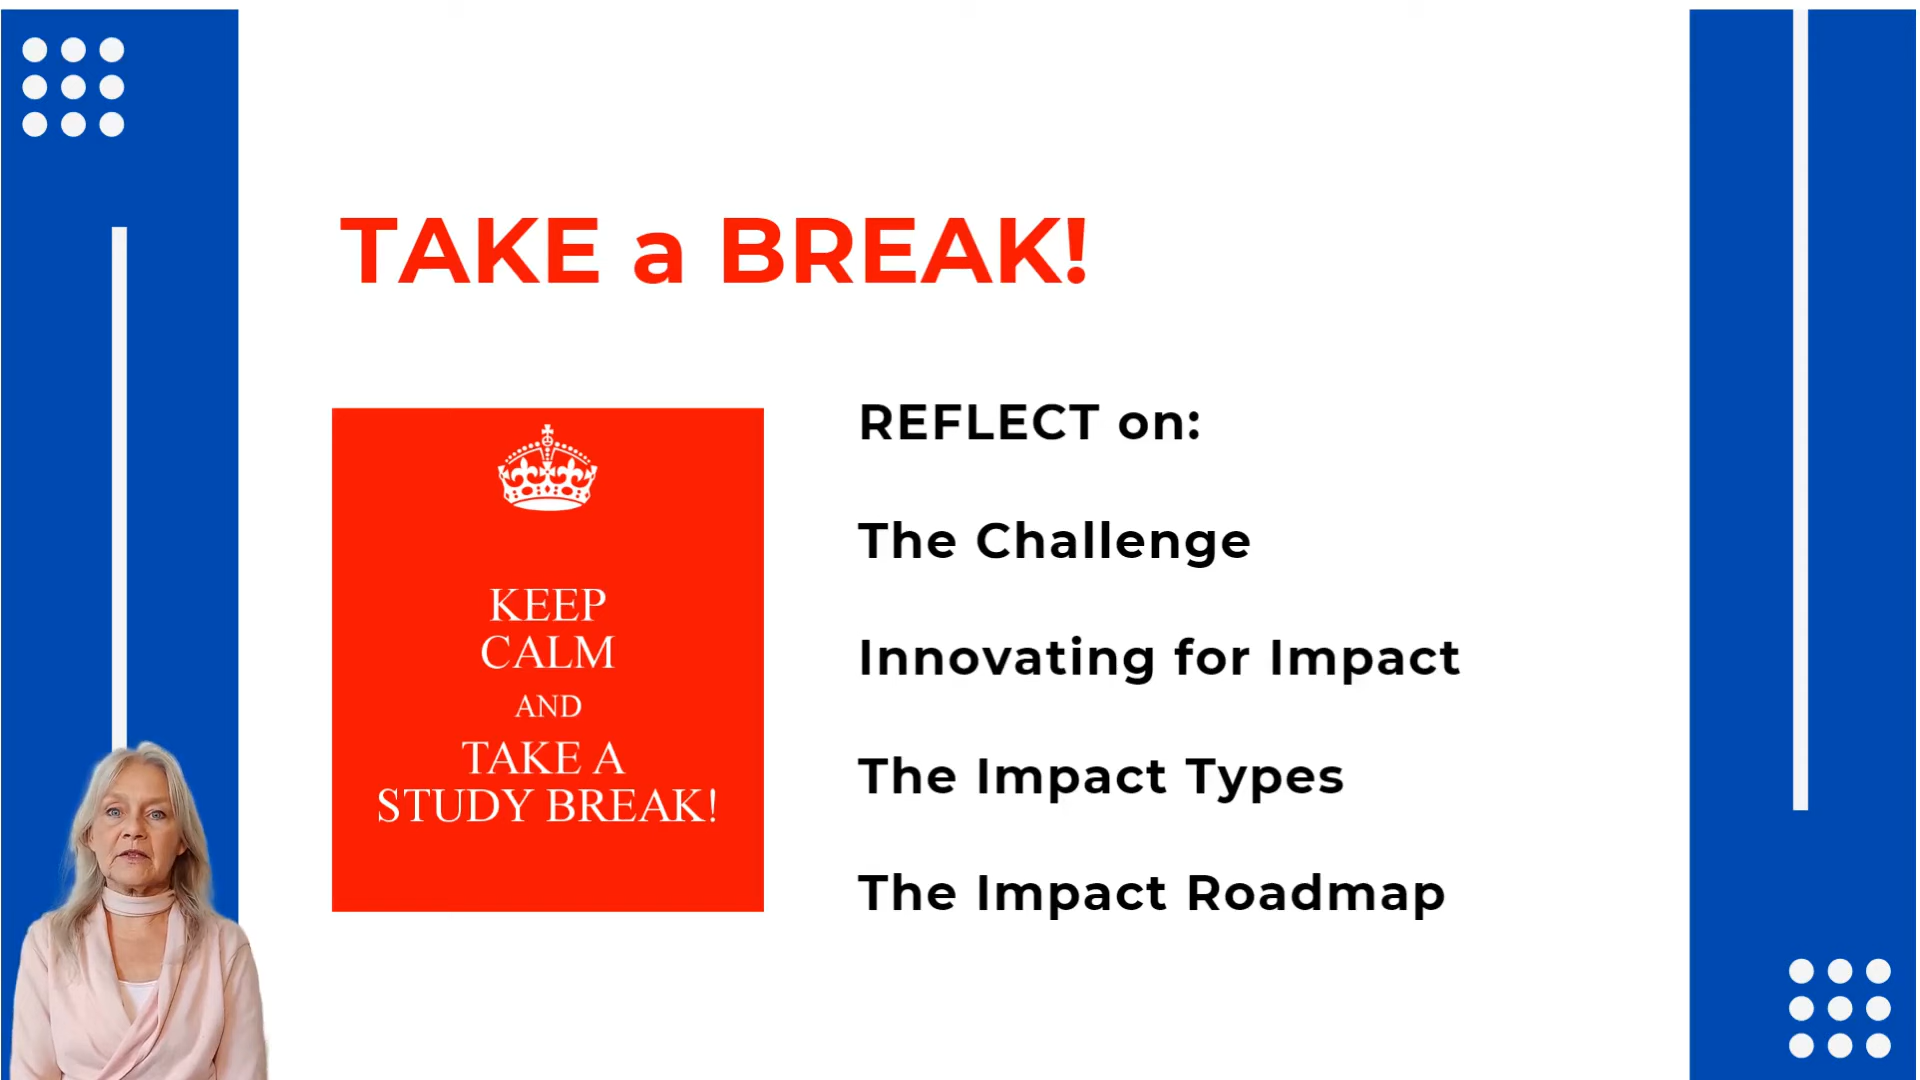 TAKE a BREAK!
KEEP
CALM
AND
TAKE A
STUDY BREAK!
REFLECT on:
The Challenge
Innovating for Impact
The Impact Types
The Impact Roadmap